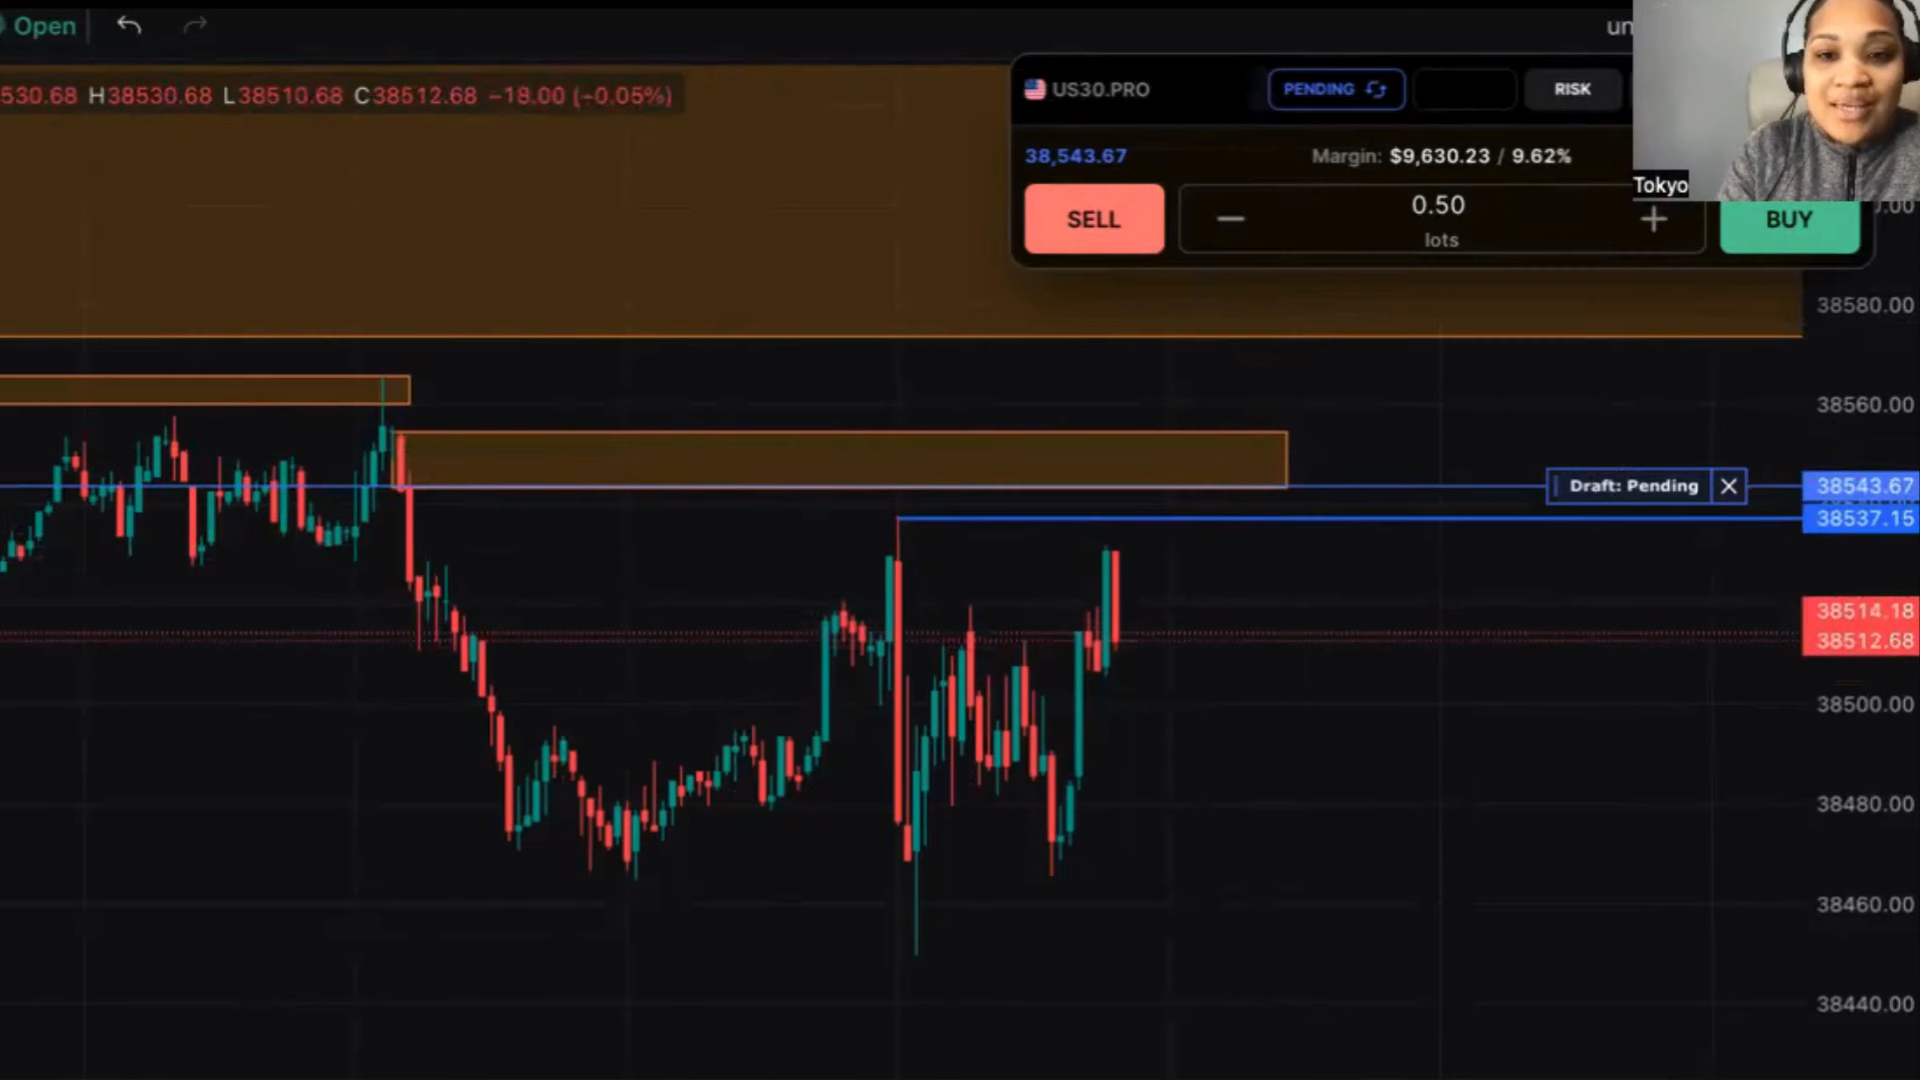 Open
un
530.68 H38530.68 L38510.68 C38512.68 −18.00 (−0.05%)
US30.PRO
PENDING
RISK
38,543.67
Margin: $9,630.23 / 9.62%
Tokyo
SELL
0.50
lots
BUY
38580.00
38560.00
Draft: Pending
38543.67
38537.15
38514.18
38512.68
38500.00
38480.00
38460.00
38440.00